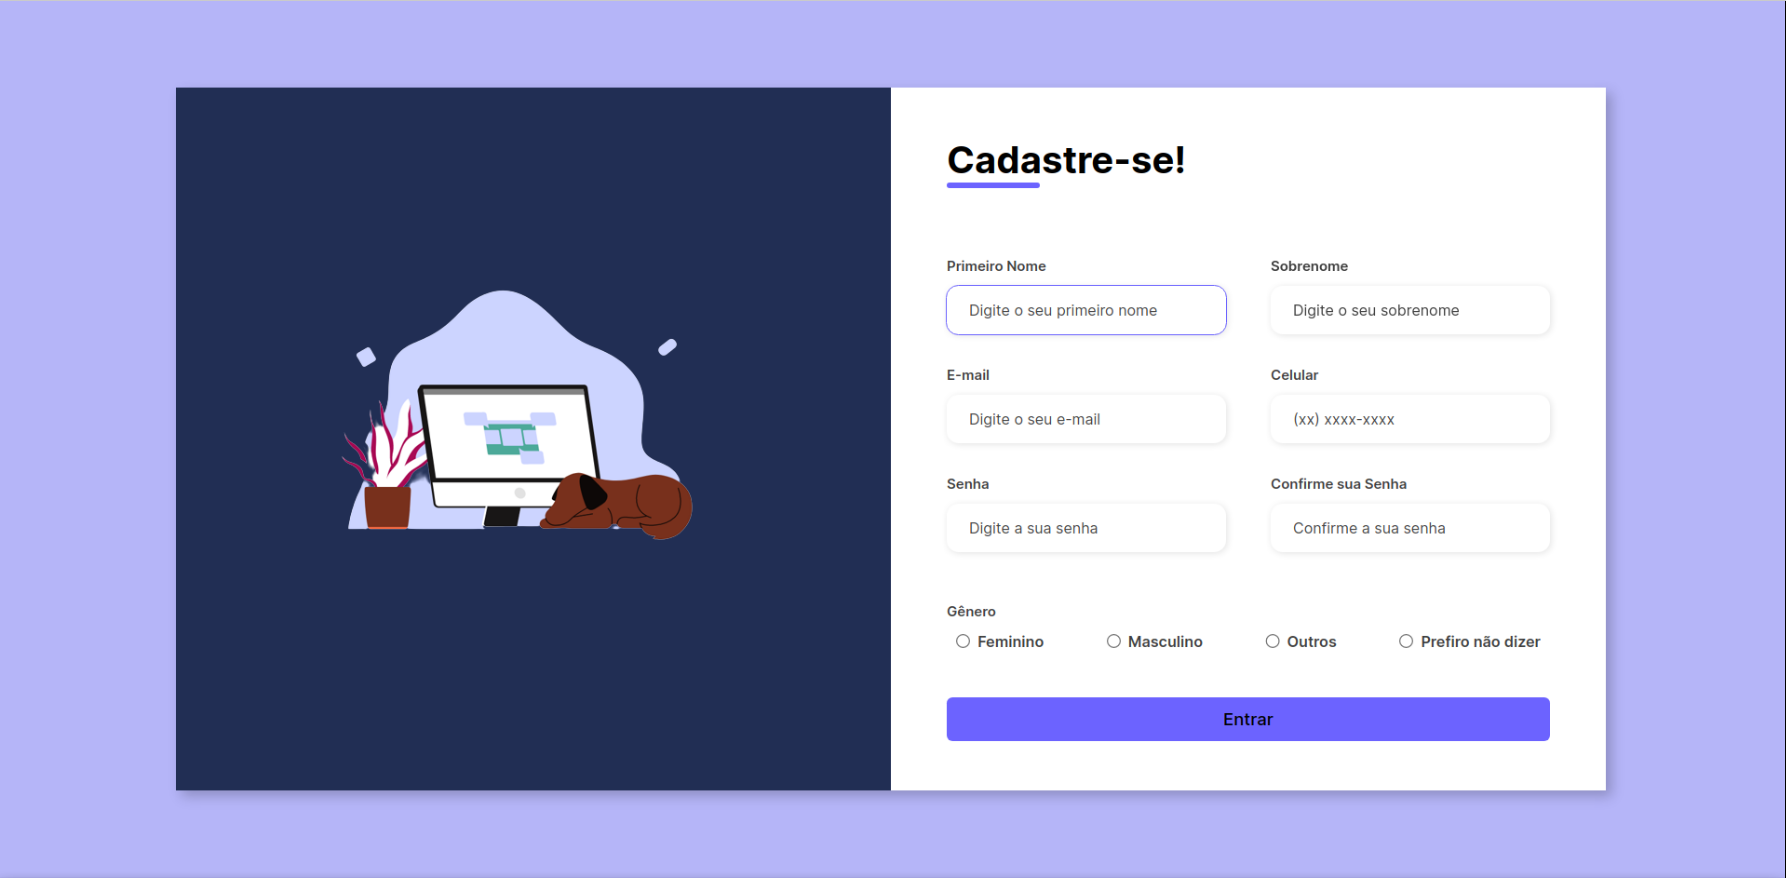 Cadastre-se!
Primeiro Nome
Sobrenome
Digite o seu primeiro nome
Digite o seu sobrenome
E-mail
Celular
Digite o seu e-mail
(xx) xxxx-xxxx
Senha
Confirme sua Senha
Digite a sua senha
Confirme a sua senha
Gênero
Feminino
Masculino
Outros
Prefiro não dizer
Entrar